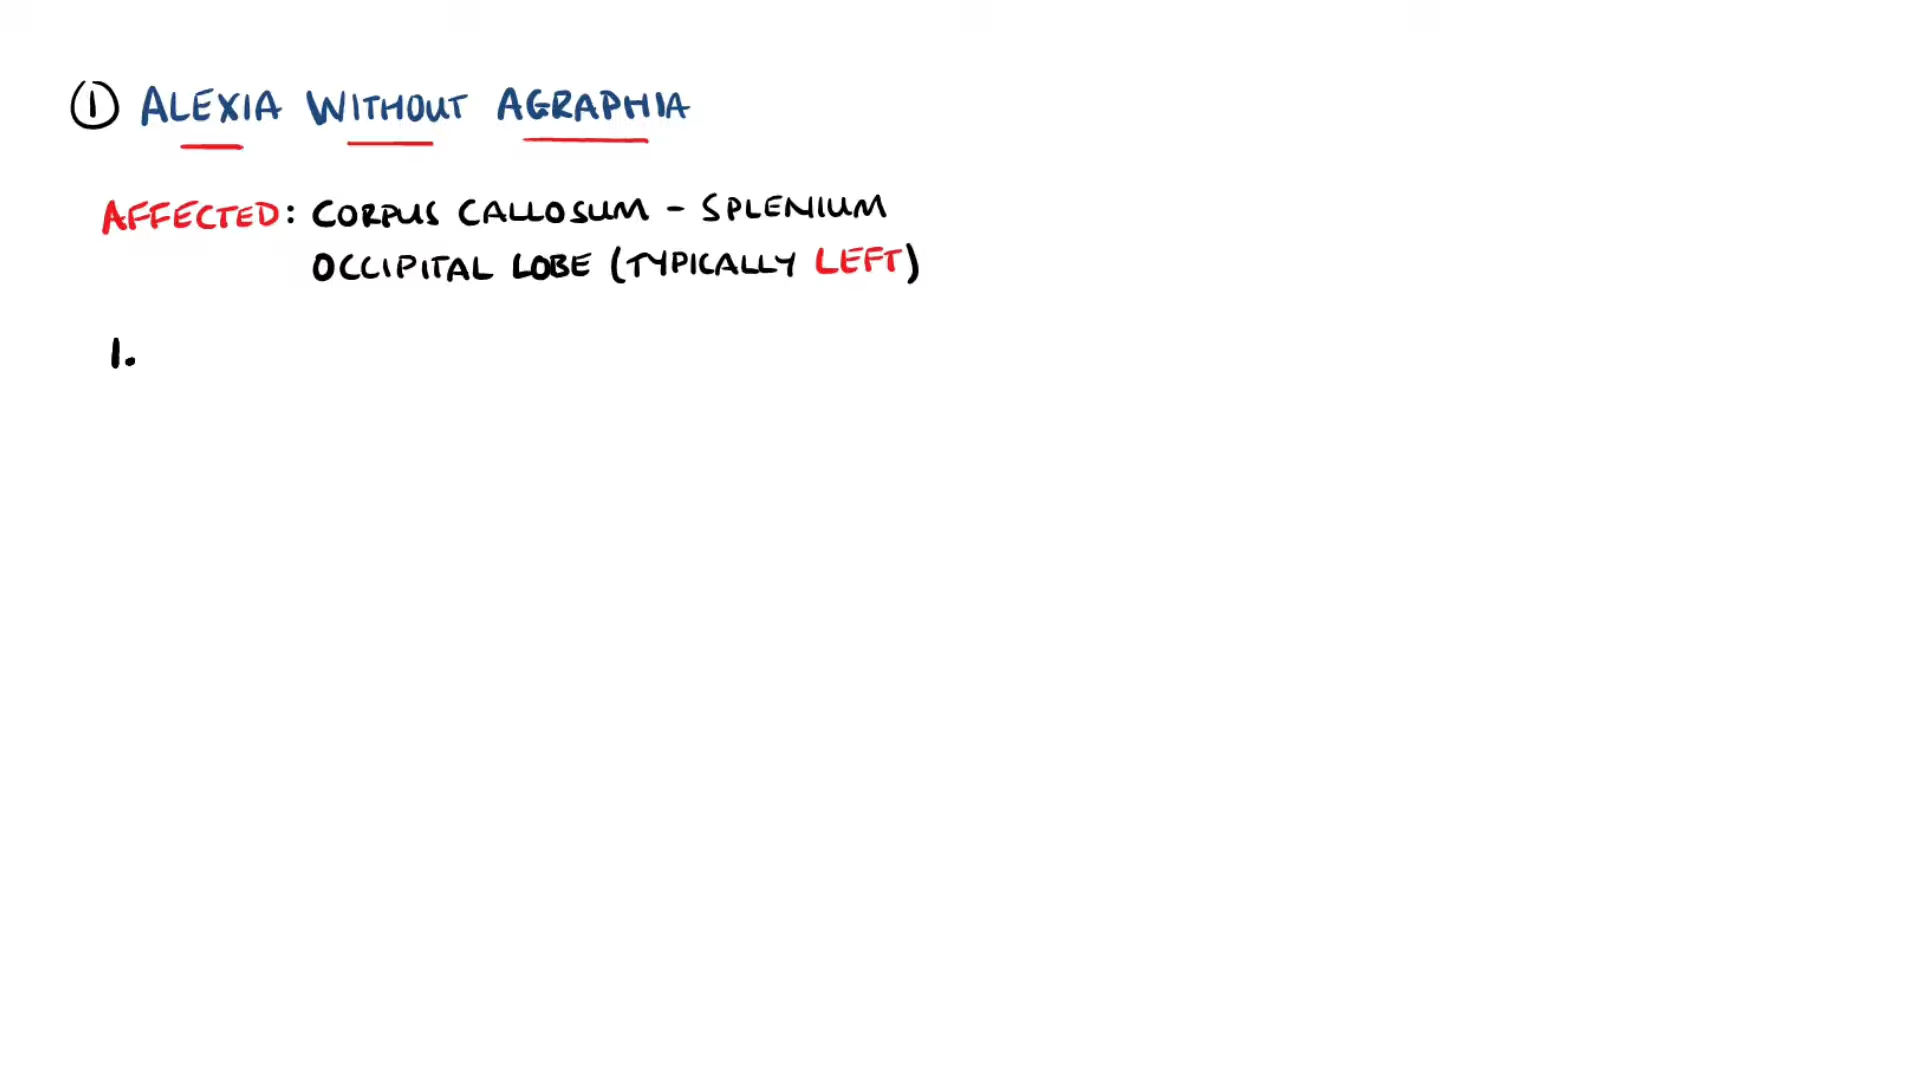 ① ALEXIA WITHOUT AGRAPHIA
AFFECTED: CORPUS CALLOSUM - SPLENIUM
OCCIPITAL LOBE (TYPICALLY LEFT)
1.